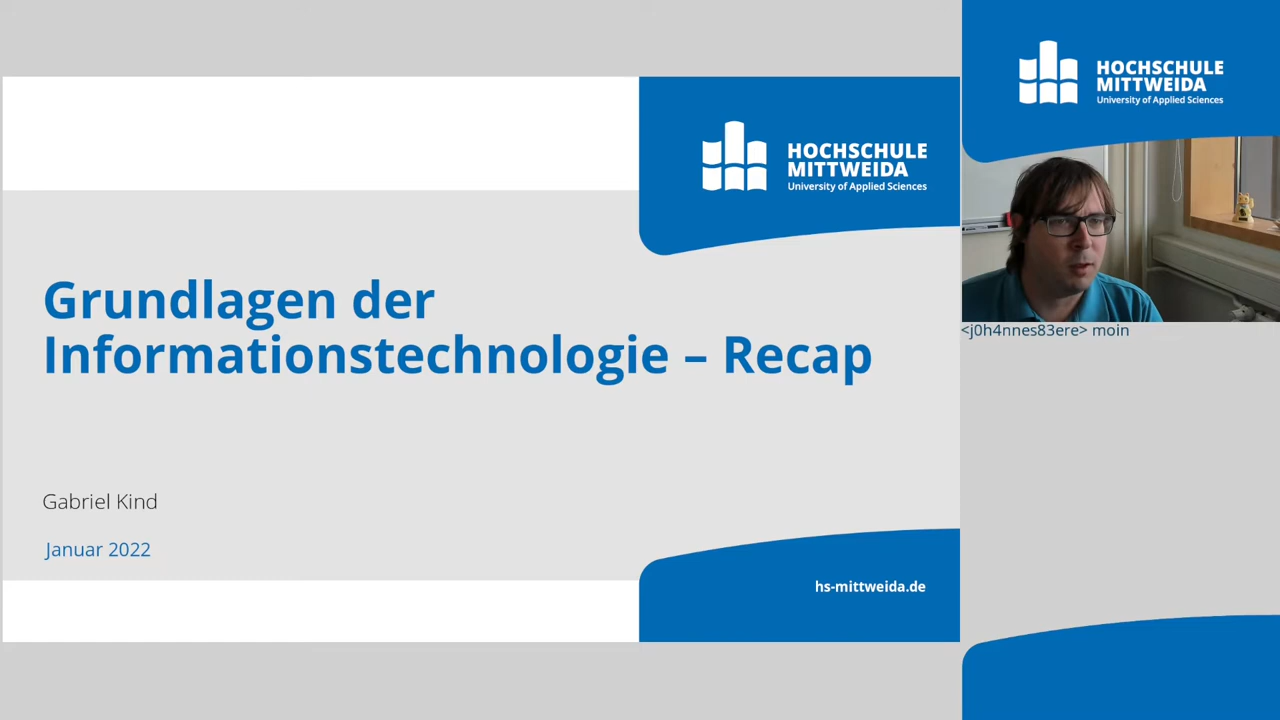 HOCHSCHULE
MITTWEIDA
University of Applied Sciences
Grundlagen der
Informationstechnologie – Recap
Gabriel Kind
Januar 2022
hs-mittweida.de
HOCHSCHULE
MITTWEIDA
University of Applied Sciences
<j0h4nnes83ere> moin